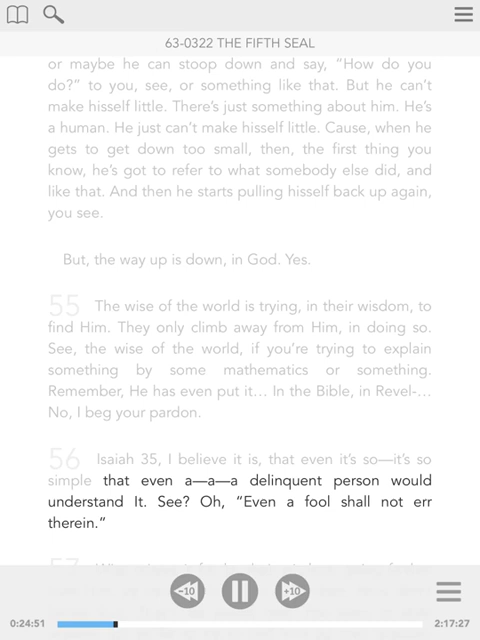 63-0322 THE FIFTH SEAL
or maybe he can stoop down and say, “How do you
do?” to you, see, or something like that. But he can’t
make hisself little. There’s just something about him. He’s
a human. He just can’t make hisself little. Cause, when he
gets to get down too small, then, the first thing you
know, he’s got to refer to what somebody else did, and
like that. And then he starts pulling hisself back up again,
you see.
But, the way up is down, in God. Yes.
55 The wise of the world is trying, in their wisdom, to
find Him. They only climb away from Him, in doing so.
See, the wise of the world, if you’re trying to explain
something by some mathematics or something.
Remember, He has even put it… In the Bible, in Revel-…
No, I beg your pardon.
56 Isaiah 35, I believe it is, that even it’s so—it’s so
simple that even a—a—a delinquent person would
understand It. See? Oh, “Even a fool shall not err
therein.”
57
-10
+10
0:24:51
2:17:27